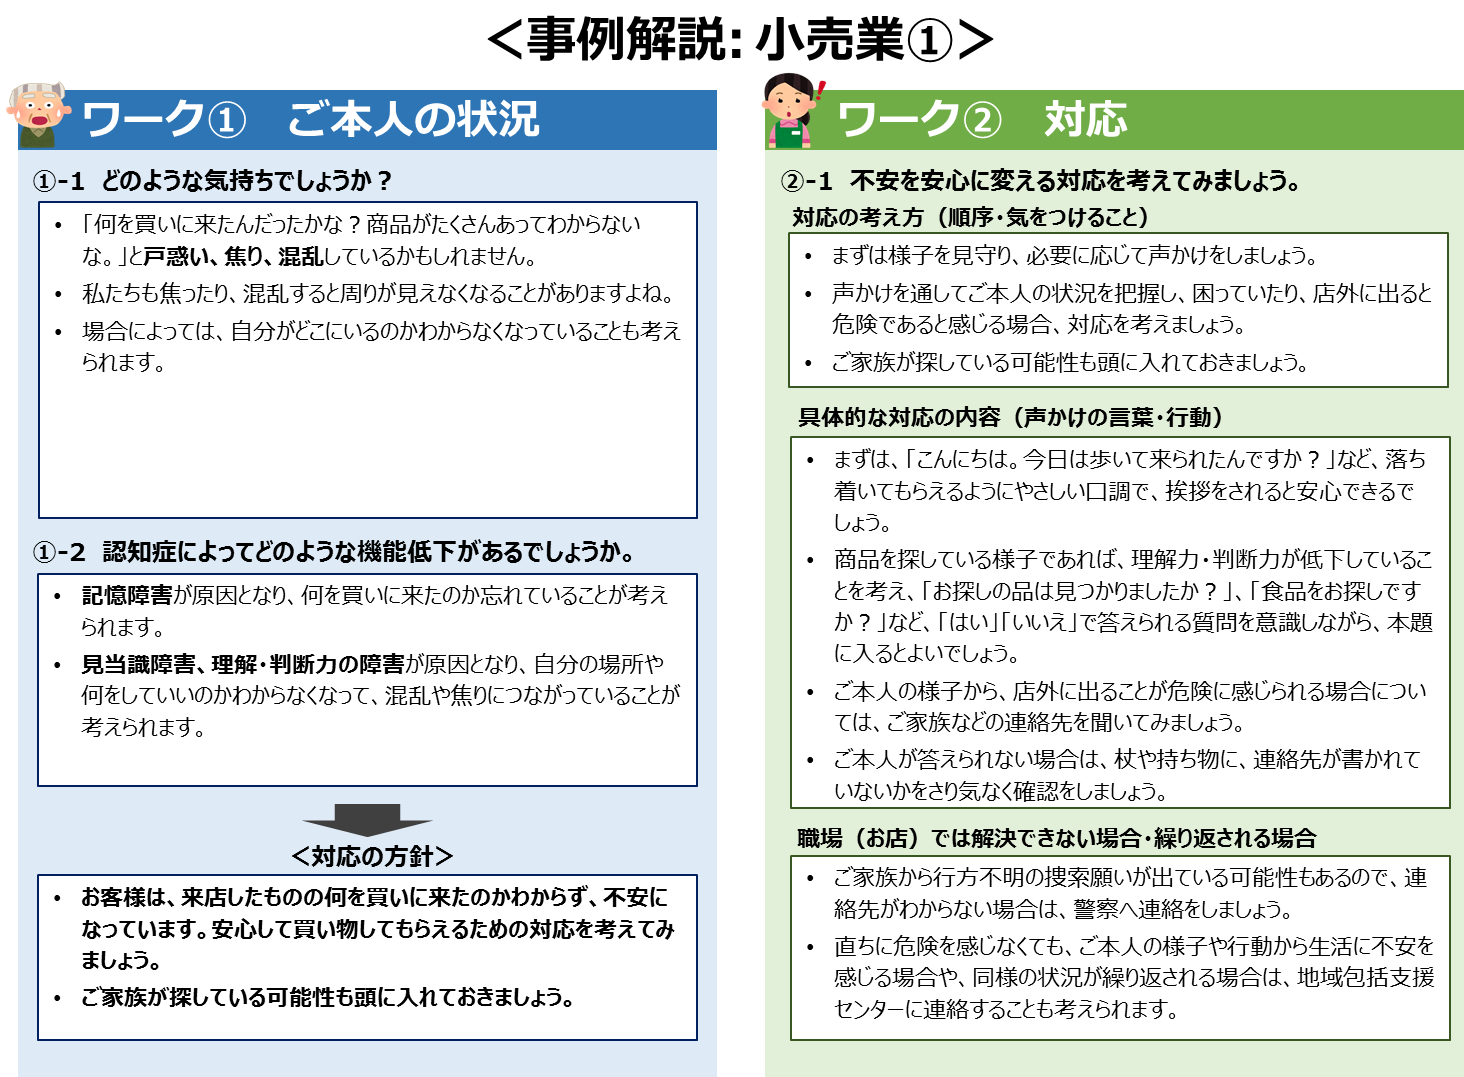 ＜事例解説：小売業①＞
ワーク①　ご本人の状況
①-1 どのような気持ちでしょうか？
• 「何を買いに来たんだったかな？商品がたくさんあってわからない
な。」と戸惑い、焦り、混乱しているかもしれません。
• 私たちも焦ったり、混乱すると周りが見えなくなることがありますよね。
• 場合によっては、自分がどこにいるのかわからなくなっていることも考え
られます。
①-2 認知症によってどのような機能低下があるでしょうか。
• 記憶障害が原因となり、何を買いに来たのか忘れていることが考え
られます。
• 見当識障害、理解・判断力の障害が原因となり、自分の場所や
何をしていいのかわからなくなって、混乱や焦りにつながっていることが
考えられます。
＜対応の方針＞
• お客様は、来店したものの何を買いに来たのかわからず、不安に
なっています。安心して買い物してもらえるための対応を考えてみ
ましょう。
• ご家族が探している可能性も頭に入れておきましょう。
ワーク②　対応
②-1 不安を安心に変える対応を考えてみましょう。
対応の考え方（順序・気をつけること）
• まずは様子を見守り、必要に応じて声かけをしましょう。
• 声かけを通してご本人の状況を把握し、困っていたり、店外に出ると
危険であると感じる場合、対応を考えましょう。
• ご家族が探している可能性も頭に入れておきましょう。
具体的な対応の内容（声かけの言葉・行動）
• まずは、「こんにちは。今日は歩いて来られたんですか？」など、落ち
着いてもらえるようにやさしい口調で、挨拶をされると安心できるで
しょう。
• 商品を探している様子であれば、理解力・判断力が低下しているこ
とを考え、「お探しの品は見つかりましたか？」、「食品をお探しです
か？」など、「はい」「いいえ」で答えられる質問を意識しながら、本題
に入るとよいでしょう。
• ご本人の様子から、店外に出ることが危険に感じられる場合につい
ては、ご家族などの連絡先を聞いてみましょう。
• ご本人が答えられない場合は、杖や持ち物に、連絡先が書かれて
いないかをさり気なく確認をしましょう。
職場（お店）では解決できない場合・繰り返される場合
• ご家族から行方不明の捜索願いが出ている可能性もあるので、連
絡先がわからない場合は、警察へ連絡をしましょう。
• 直ちに危険を感じなくても、ご本人の様子や行動から生活に不安を
感じる場合や、同様の状況が繰り返される場合は、地域包括支援
センターに連絡することも考えられます。